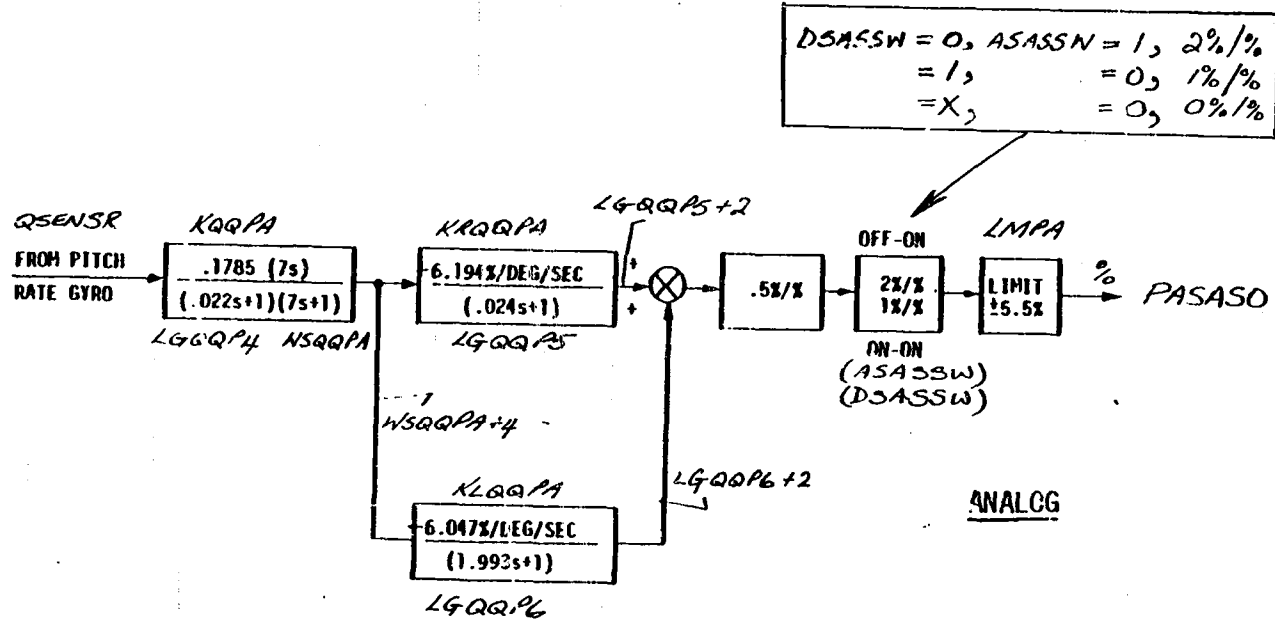 DSASSW = 0, ASASSW = 1, 2%/%
= 1, = 0, 1%/%
= X, = 0, 0%/%
QSENSR
FROM PITCH
RATE GYRO
KQQPA
.1785 (7s)
(.022s+1)(7s+1)
LGQQP4 WSQQPA
KRQQPA
-6.194%/DEG/SEC
(.024s+1)
LGQQP5
LGQQP5+2
+
+
.5%/%
OFF-ON
2%/%
1%/%
ON-ON
(ASASSW)
(DSASSW)
LMPA
LIMIT
±5.5%
%
PASASO
WSQQPA+4
KLQQPA
-6.047%/DEG/SEC
(1.993s+1)
LGQQP6
LGQQP6+2
ANALOG